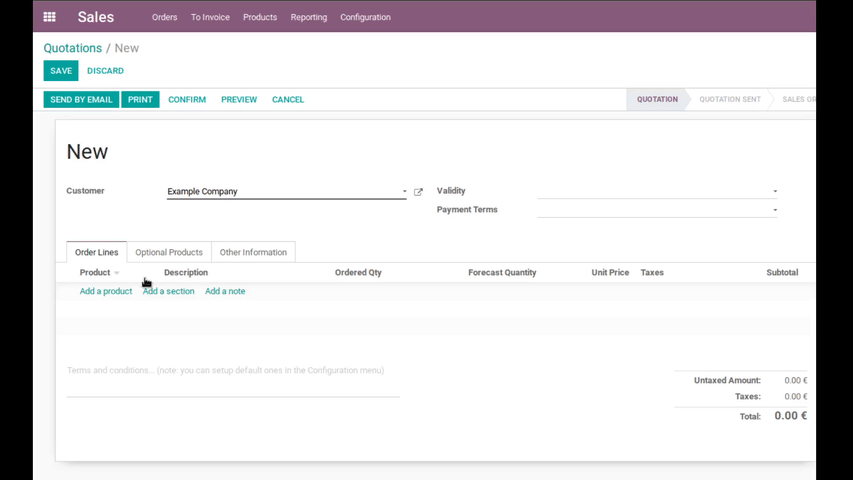 Sales Orders To Invoice Products Reporting Configuration
Quotations / New
SAVE DISCARD
SEND BY EMAIL PRINT CONFIRM PREVIEW CANCEL QUOTATION QUOTATION SENT SALES OR
New
Customer Example Company Validity
Payment Terms
Order Lines Optional Products Other Information
Product Description Ordered Qty Forecast Quantity Unit Price Taxes Subtotal
Add a product Add a section Add a note
Terms and conditions... (note: you can setup default ones in the Configuration menu)
Untaxed Amount: 0.00 €
Taxes: 0.00 €
Total: 0.00 €